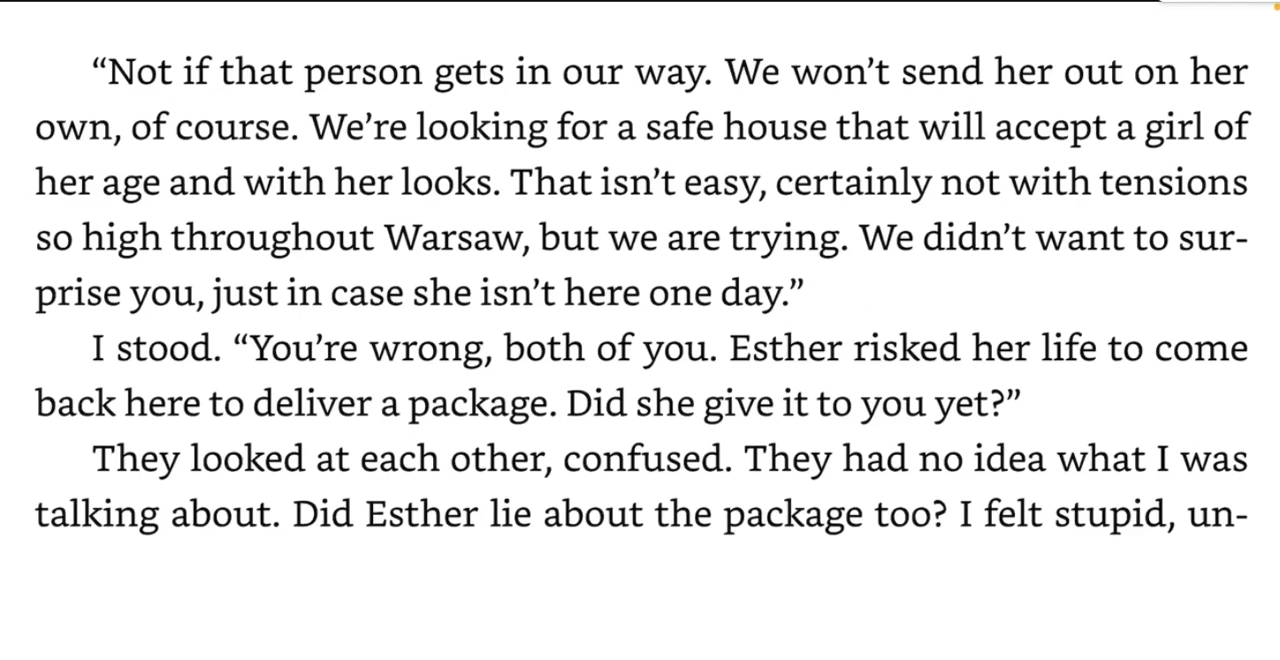 “Not if that person gets in our way. We won’t send her out on her
own, of course. We’re looking for a safe house that will accept a girl of
her age and with her looks. That isn’t easy, certainly not with tensions
so high throughout Warsaw, but we are trying. We didn’t want to sur-
prise you, just in case she isn’t here one day.”
I stood. “You’re wrong, both of you. Esther risked her life to come
back here to deliver a package. Did she give it to you yet?”
They looked at each other, confused. They had no idea what I was
talking about. Did Esther lie about the package too? I felt stupid, un-